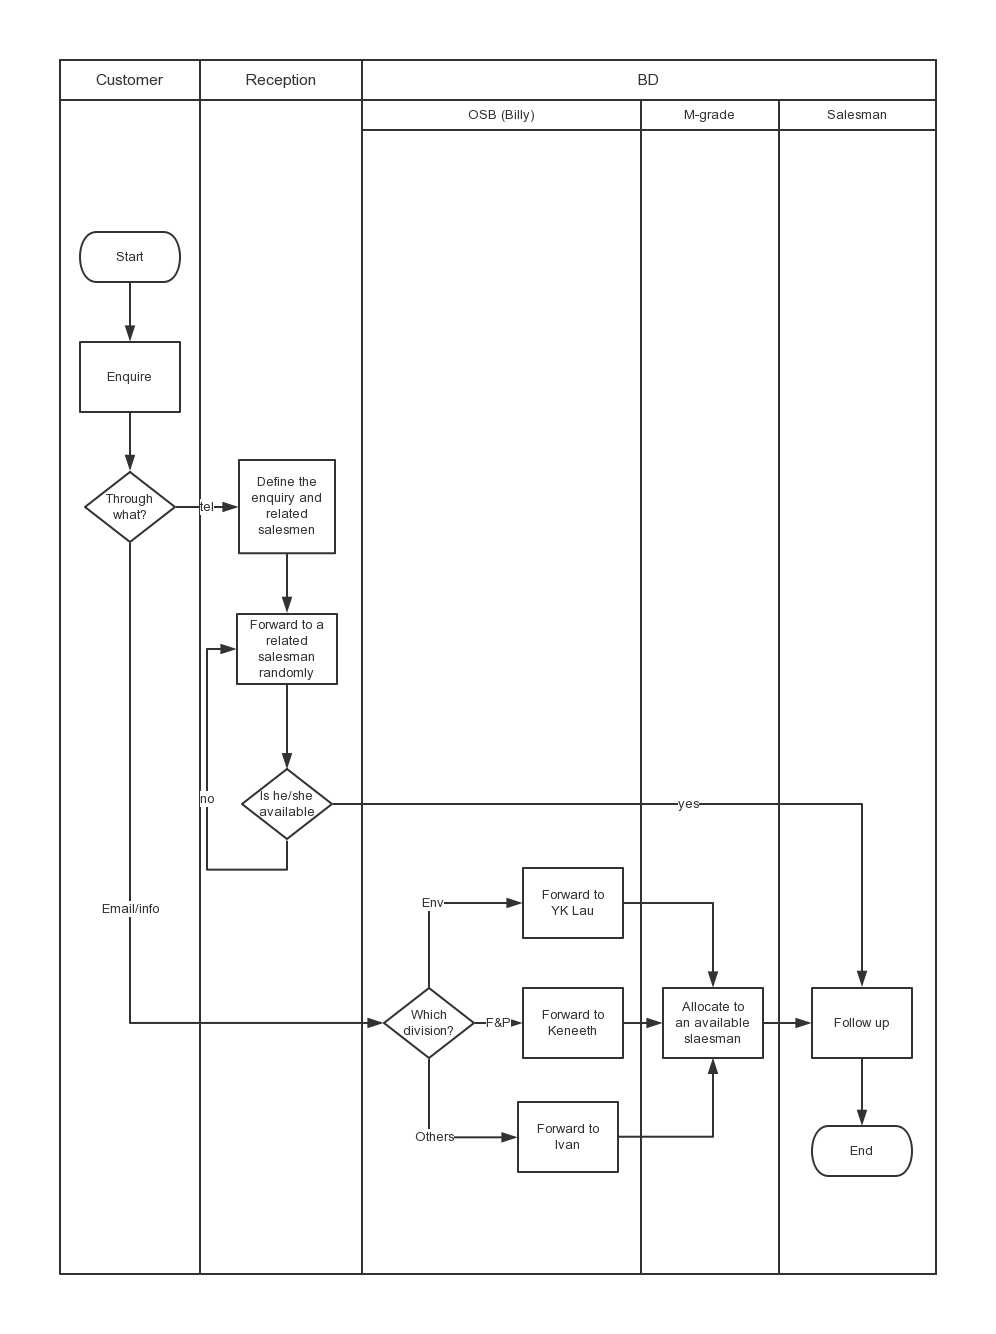 Customer
Reception
BD
OSB (Billy)
M-grade
Salesman
Start
Enquire
Through
what?
tel
Define the
enquiry and
related
salesmen
Forward to a
related
salesman
randomly
no
Is he/she
available
yes
Email/info
Env
Forward to
YK Lau
Which
division?
F&P
Forward to
Keneeth
Allocate to
an available
slaesman
Follow up
Others
Forward to
Ivan
End